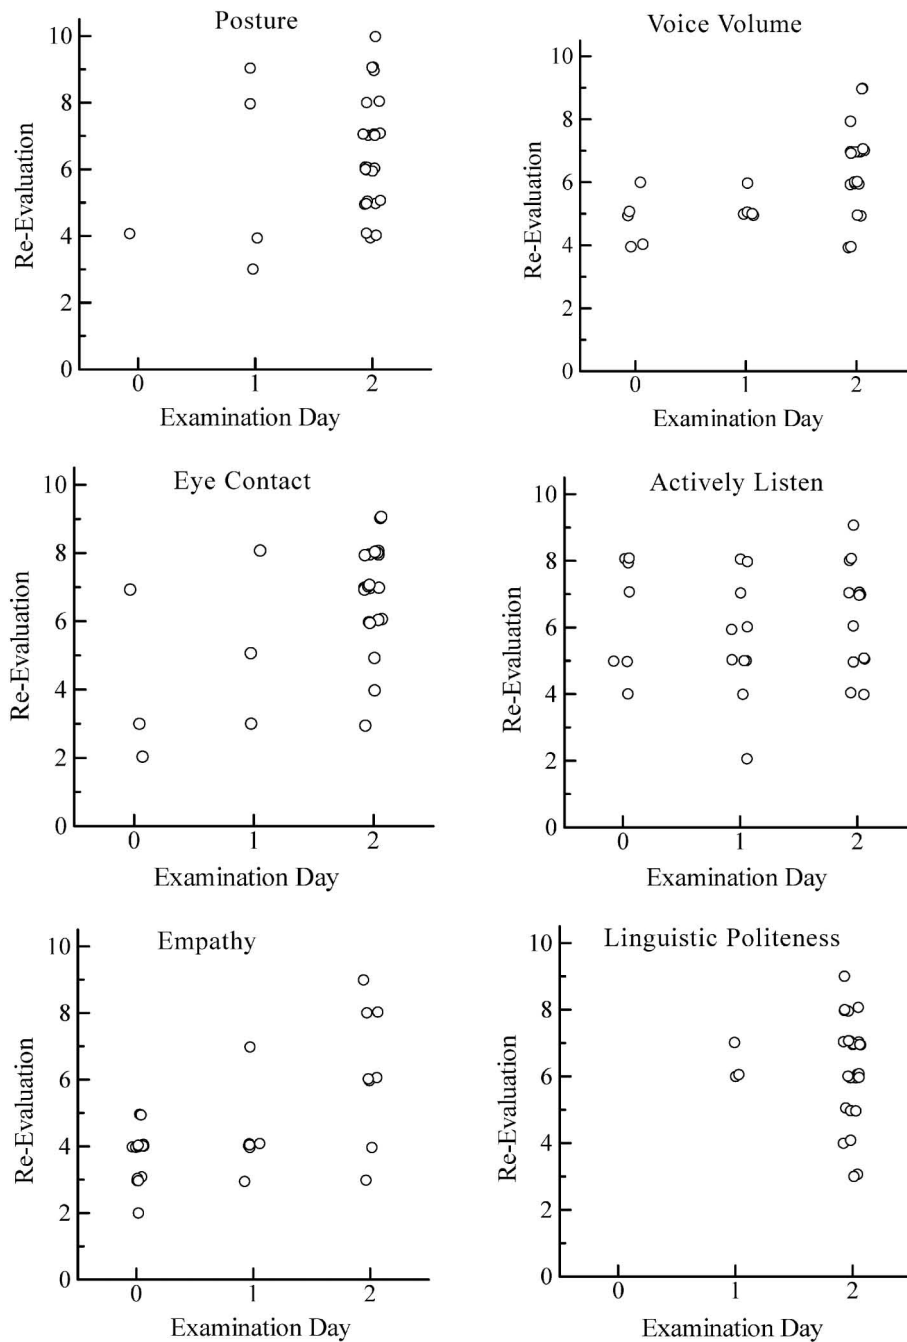 Posture
Re-Evaluation
10
8
6
4
2
0
0 1 2
Examination Day
Voice Volume
Re-Evaluation
10
8
6
4
2
0
0 1 2
Examination Day
Eye Contact
Re-Evaluation
10
8
6
4
2
0
0 1 2
Examination Day
Actively Listen
Re-Evaluation
10
8
6
4
2
0
0 1 2
Examination Day
Empathy
Re-Evaluation
10
8
6
4
2
0
0 1 2
Examination Day
Linguistic Politeness
Re-Evaluation
10
8
6
4
2
0
0 1 2
Examination Day